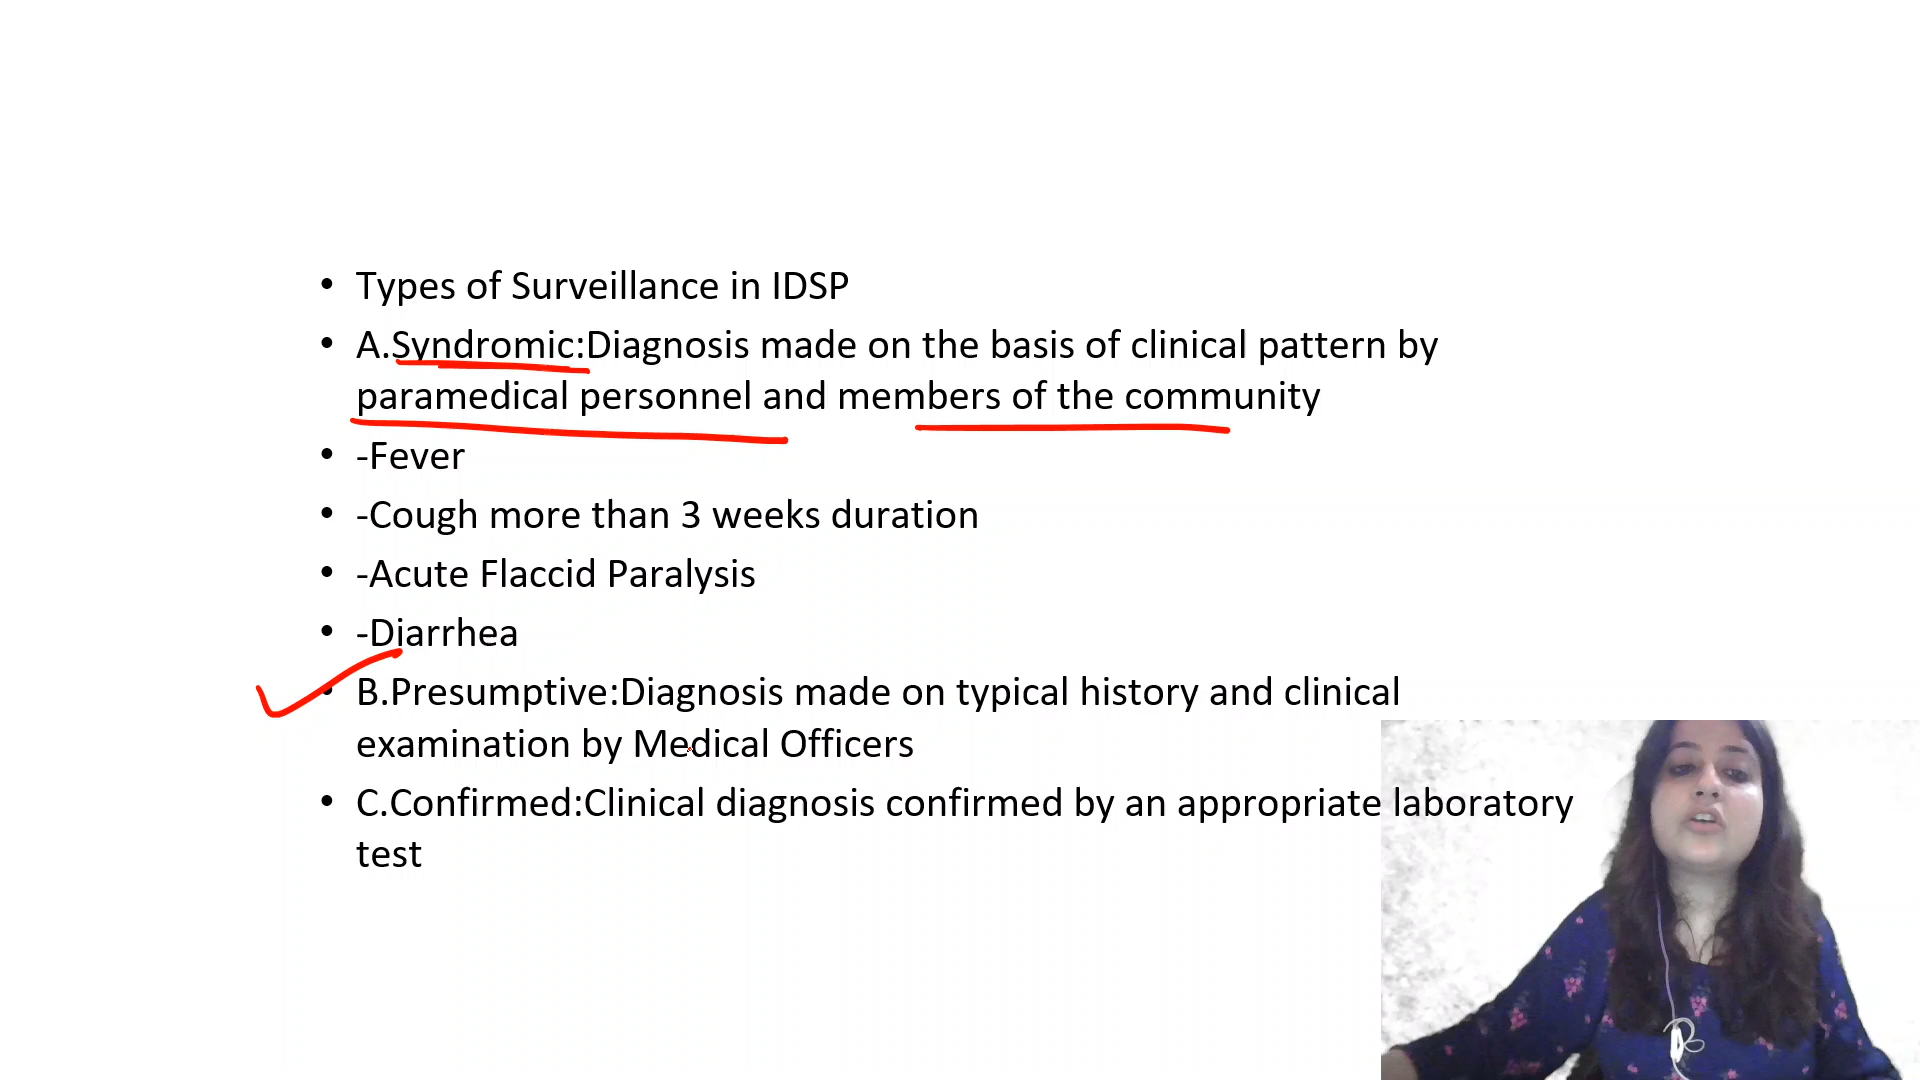 • Types of Surveillance in IDSP
• A.Syndromic:Diagnosis made on the basis of clinical pattern by
paramedical personnel and members of the community
• -Fever
• -Cough more than 3 weeks duration
• -Acute Flaccid Paralysis
• -Diarrhea
• B.Presumptive:Diagnosis made on typical history and clinical
examination by Medical Officers
• C.Confirmed:Clinical diagnosis confirmed by an appropriate laboratory
test